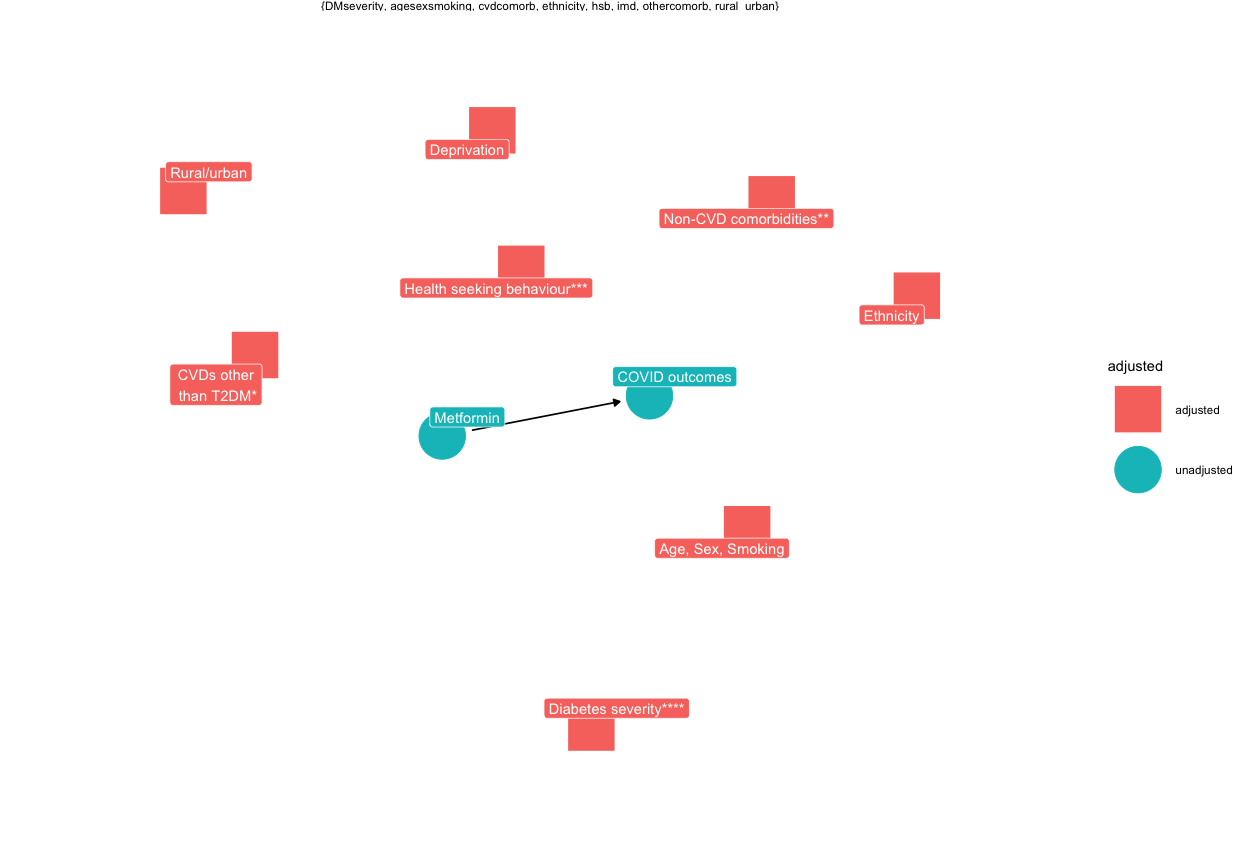 {DMseverity, agesexsmoking, cvdcomorb, ethnicity, hsb, imd, othercomorb, rural_urban}
Deprivation
Rural/urban
Non-CVD comorbidities**
Health seeking behaviour***
Ethnicity
CVDs other
than T2DM*
COVID outcomes
Metformin
adjusted
adjusted
unadjusted
Age, Sex, Smoking
Diabetes severity****